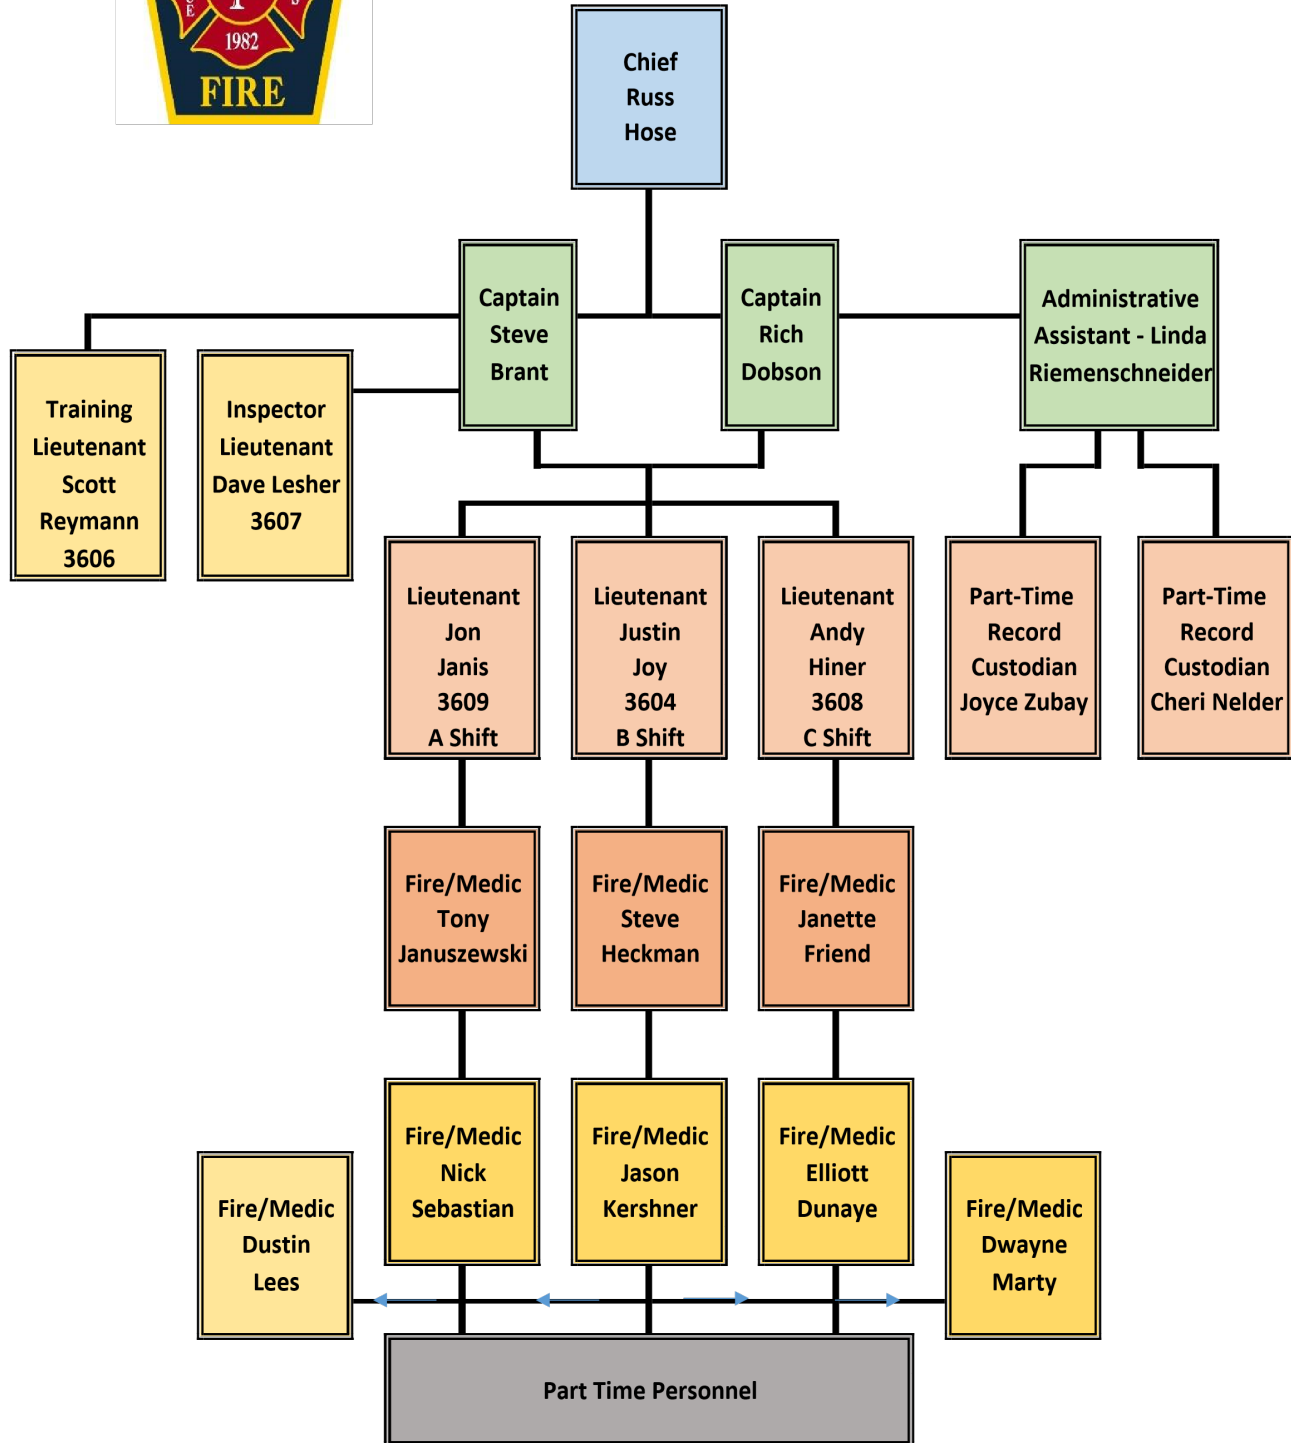 1982
FIRE
Chief
Russ
Hose
Captain
Steve
Brant
Captain
Rich
Dobson
Administrative
Assistant - Linda
Riemenschneider
Training
Lieutenant
Scott
Reymann
3606
Inspector
Lieutenant
Dave Lesher
3607
Lieutenant
Jon
Janis
3609
A Shift
Lieutenant
Justin
Joy
3604
B Shift
Lieutenant
Andy
Hiner
3608
C Shift
Part-Time
Record
Custodian
Joyce Zubay
Part-Time
Record
Custodian
Cheri Nelder
Fire/Medic
Tony
Januszewski
Fire/Medic
Steve
Heckman
Fire/Medic
Janette
Friend
Fire/Medic
Nick
Sebastian
Fire/Medic
Jason
Kershner
Fire/Medic
Elliott
Dunaye
Fire/Medic
Dustin
Lees
Fire/Medic
Dwayne
Marty
Part Time Personnel